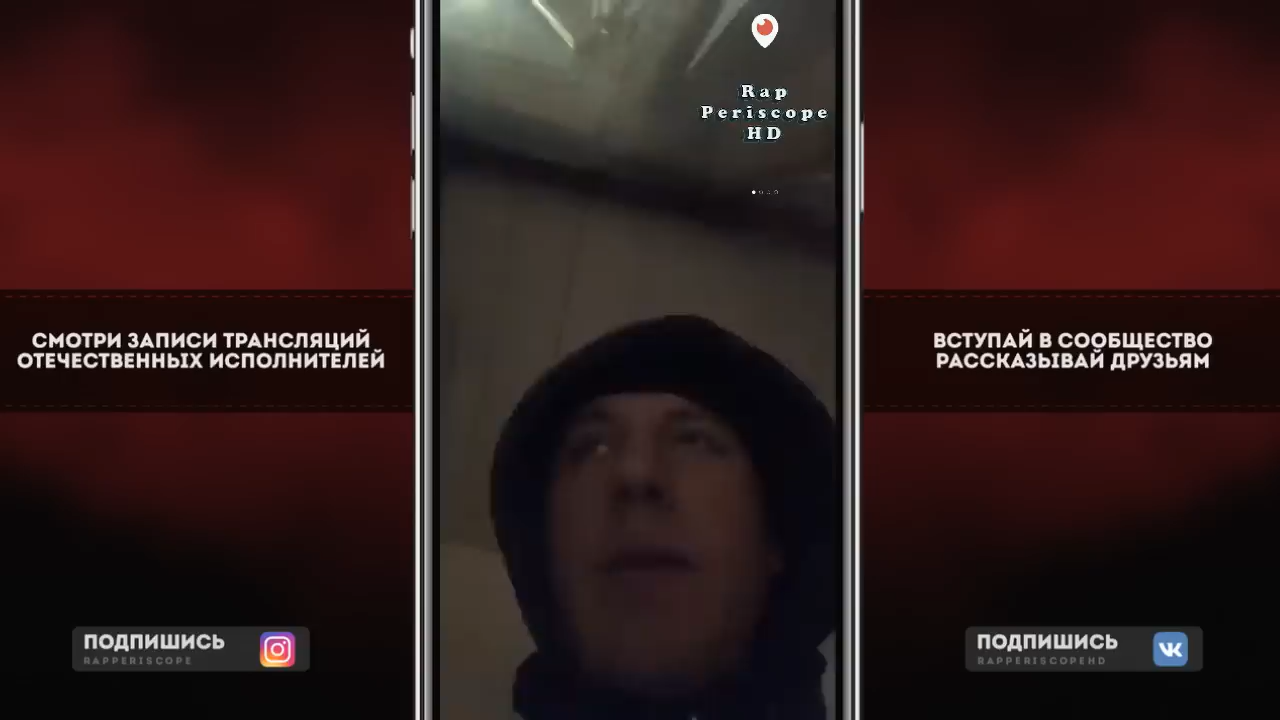 Rap
Periscope
HD
СМОТРИ ЗАПИСИ ТРАНСЛЯЦИЙ
ОТЕЧЕСТВЕННЫХ ИСПОЛНИТЕЛЕЙ
ВСТУПАЙ В СООБЩЕСТВО
РАССКАЗЫВАЙ ДРУЗЬЯМ
ПОДПИШИСЬ
RAPPERISCOPE
ПОДПИШИСЬ
RAPPERISCOPEHD